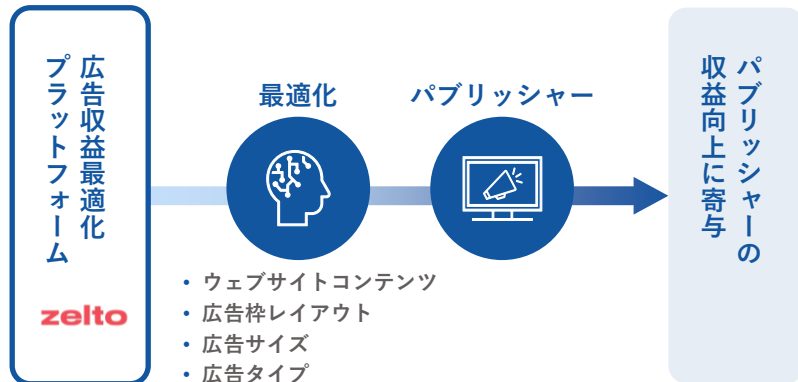 広告収益最適化
プラットフォーム
zelto
最適化
パブリッシャー
• ウェブサイトコンテンツ
• 広告枠レイアウト
• 広告サイズ
• 広告タイプ
パブリッシャーの
収益向上に寄与